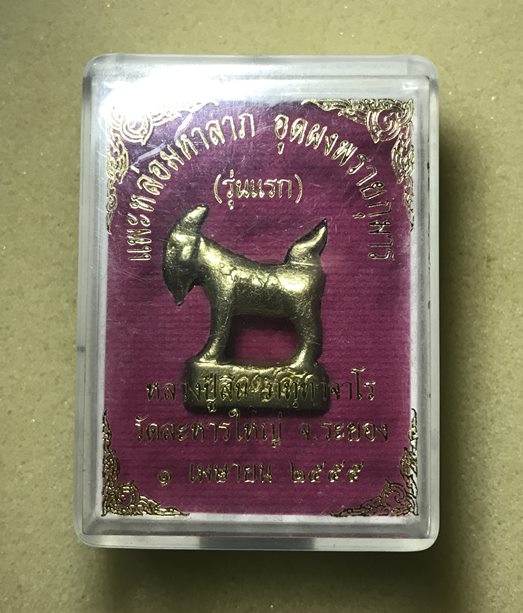 แพะหล่อมหาลาภ อุดผงพรายกุมาร
(รุ่นแรก)
หลวงปู่
วัดละหารใหญ่ จ.ระยอง
๑ เมษายน ๒๕๕๕